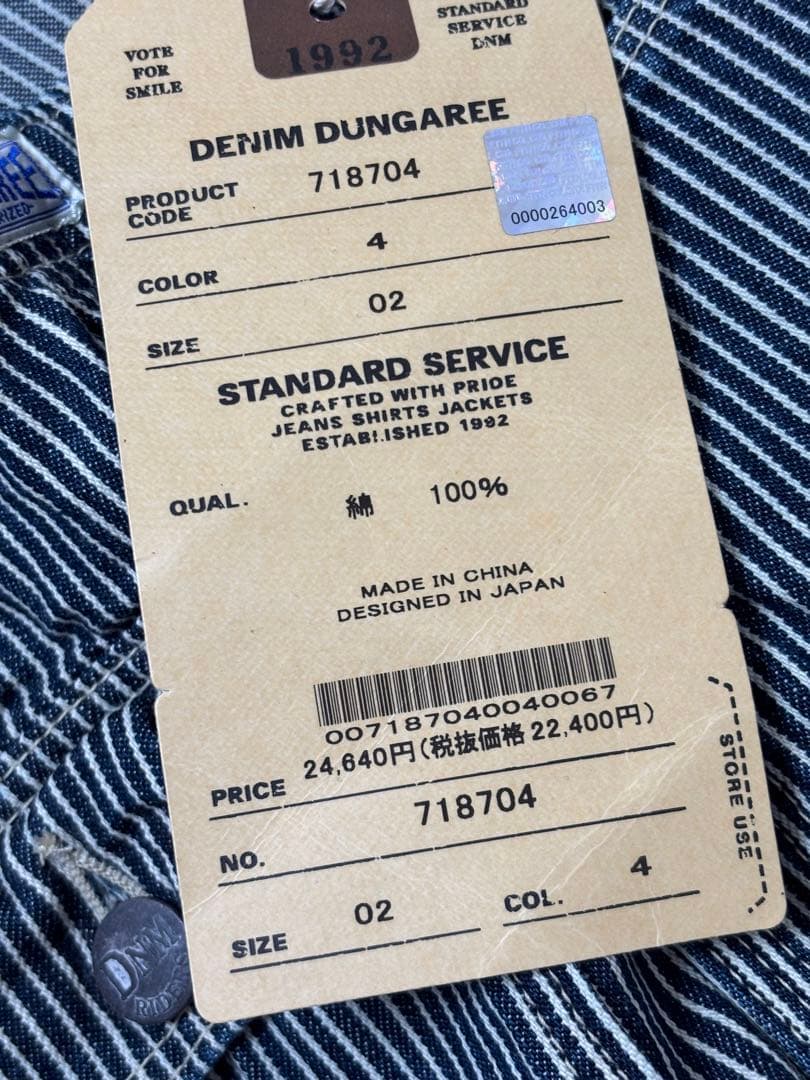 VOTE
FOR
SMILE
1992
STANDARD
SERVICE
DNM
DENIM DUNGAREE
PRODUCT
CODE
718704
0000264003
COLOR
4
SIZE
02
STANDARD SERVICE
CRAFTED WITH PRIDE
JEANS SHIRTS JACKETS
ESTABLISHED 1992
QUAL.
綿 100%
MADE IN CHINA
DESIGNED IN JAPAN
0071870400040067
PRICE
24,640円(税抜価格 22,400円)
NO.
718704
SIZE
02
COL.
4
STORE USE
DNM